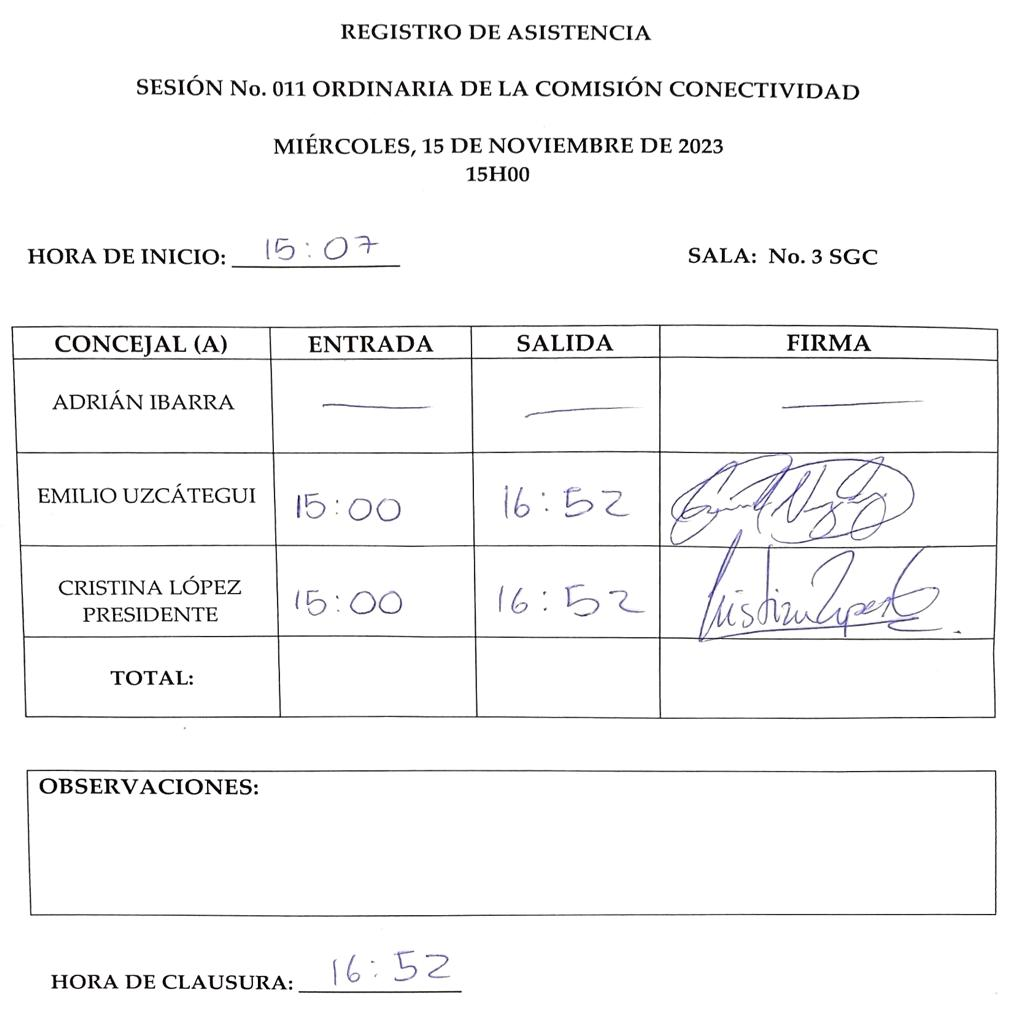 REGISTRO DE ASISTENCIA
SESIÓN No. 011 ORDINARIA DE LA COMISIÓN CONECTIVIDAD
MIÉRCOLES, 15 DE NOVIEMBRE DE 2023
15H00
HORA DE INICIO: 15:07 SALA: No. 3 SGC
CONCEJAL (A) ENTRADA SALIDA FIRMA
ADRIÁN IBARRA
EMILIO UZCÁTEGUI 15:00 16:52
CRISTINA LÓPEZ
PRESIDENTE 15:00 16:52
TOTAL:
OBSERVACIONES:
HORA DE CLAUSURA: 16:52